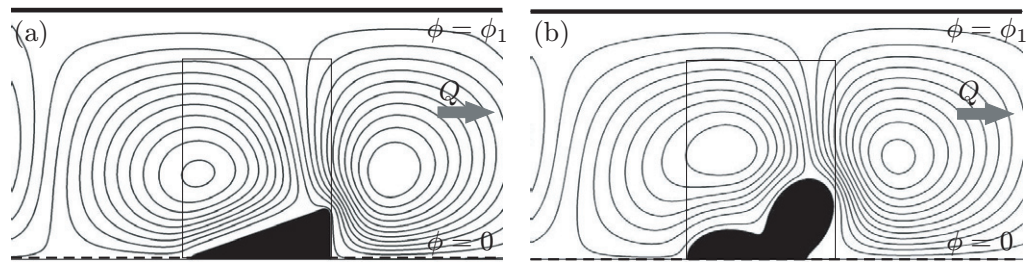 (a)
ϕ = ϕ₁
Q
ϕ = 0
(b)
ϕ = ϕ₁
Q
ϕ = 0